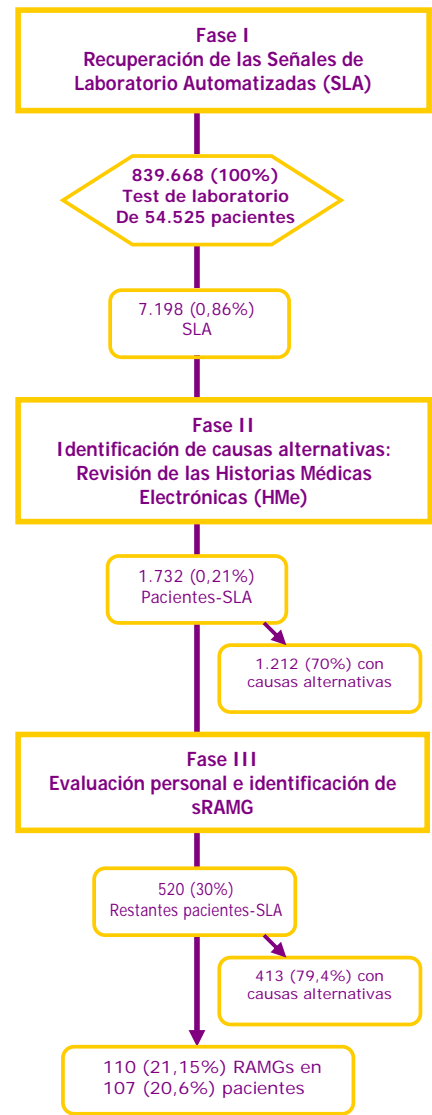 Fase I
Recuperación de las Señales de
Laboratorio Automatizadas (SLA)
839.668 (100%)
Test de laboratorio
De 54.525 pacientes
7.198 (0,86%)
SLA
Fase II
Identificación de causas alternativas:
Revisión de las Historias Médicas
Electrónicas (HMe)
1.732 (0,21%)
Pacientes-SLA
1.212 (70%) con
causas alternativas
Fase III
Evaluación personal e identificación de
sRAMG
520 (30%)
Restantes pacientes-SLA
413 (79,4%) con
causas alternativas
110 (21,15%) RAMGs en
107 (20,6%) pacientes